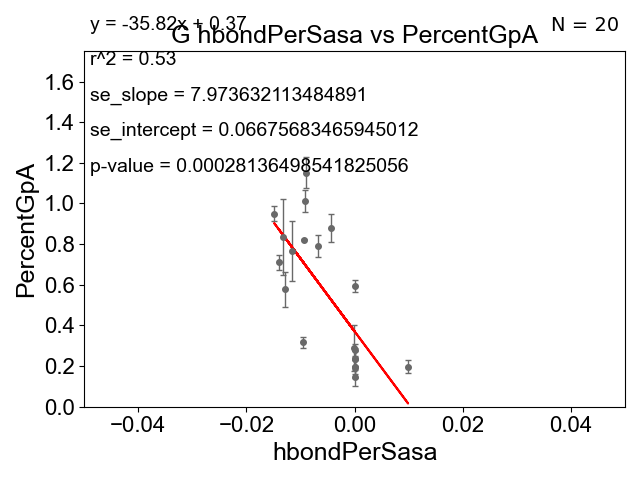 y = -35.82x + 0.37
N = 20
G hbondPerSasa vs PercentGpA
r^2 = 0.53
se_slope = 7.973632113484891
se_intercept = 0.06675683465945012
p-value = 0.00028136498541825056
PercentGpA
1.6
1.4
1.2
1.0
0.8
0.6
0.4
0.2
0.0
−0.04 −0.02 0.00 0.02 0.04
hbondPerSasa